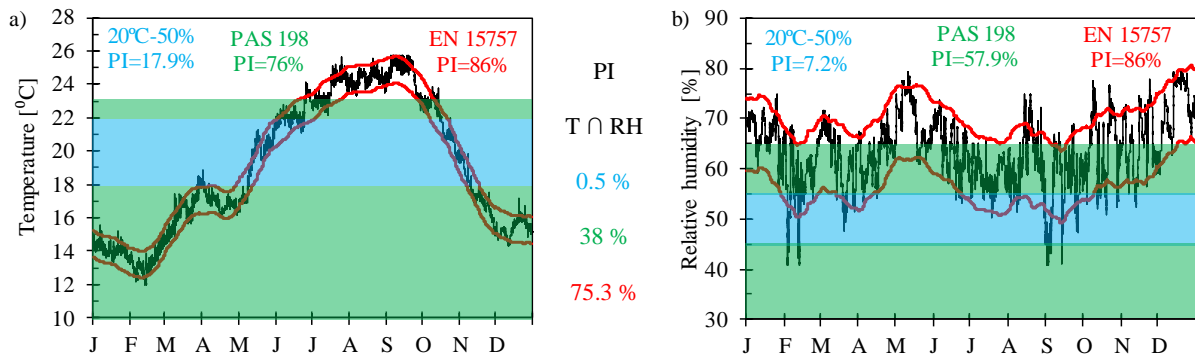 a)
Temperature [⁰C]
28
26
24
22
20
18
16
14
12
10
20ºC-50%
PI=17.9%
PAS 198
PI=76%
EN 15757
PI=86%
J F M A M J J A S O N D
PI
T ∩ RH
0.5 %
38 %
75.3 %
b)
Relative humidity [%]
90
80
70
60
50
40
30
20ºC-50%
PI=7.2%
PAS 198
PI=57.9%
EN 15757
PI=86%
J F M A M J J A S O N D